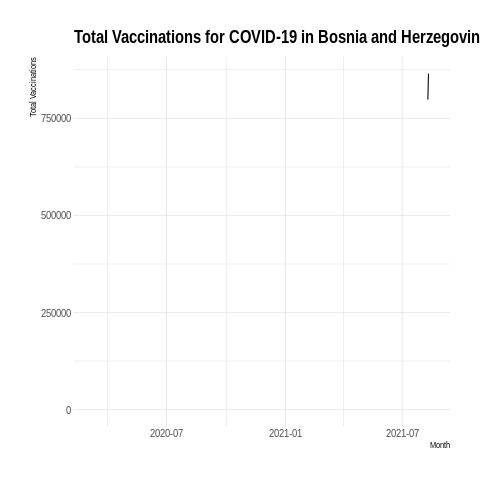 Total Vaccinations for COVID-19 in Bosnia and Herzegovin
Total Vaccinations
750000
500000
250000
0
2020-07
2021-01
2021-07
Month